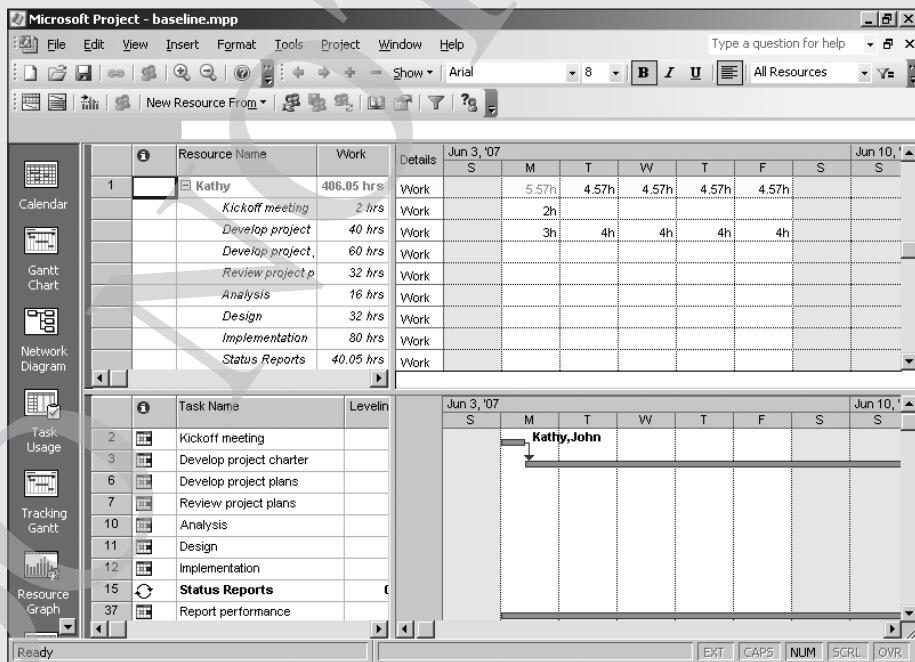 Microsoft Project - baseline.mpp
File Edit View Insert Format Tools Project Window Help Type a question for help
Show Arial 8 B I U All Resources
New Resource From
Resource Name Work Details Jun 3, '07 Jun 10, '
S M T W T F S S
1 Kathy 406.05 hrs Work 5.57h 4.57h 4.57h 4.57h 4.57h
Kickoff meeting 2 hrs Work 2h
Develop project 40 hrs Work 3h 4h 4h 4h 4h
Develop project, 60 hrs Work
Review project p 32 hrs Work
Analysis 16 hrs Work
Design 32 hrs Work
Implementation 80 hrs Work
Status Reports 40.05 hrs Work
Calendar
Gantt
Chart
Network
Diagram
Task
Usage
Tracking
Gantt
Resource
Graph
Task Name Levelin Jun 3, '07 Jun 10, '
S M T W T F S S
2 Kickoff meeting Kathy,John
3 Develop project charter
6 Develop project plans
7 Review project plans
10 Analysis
11 Design
12 Implementation
15 Status Reports
37 Report performance
Ready EXT CAPS NUM SCRL OVR